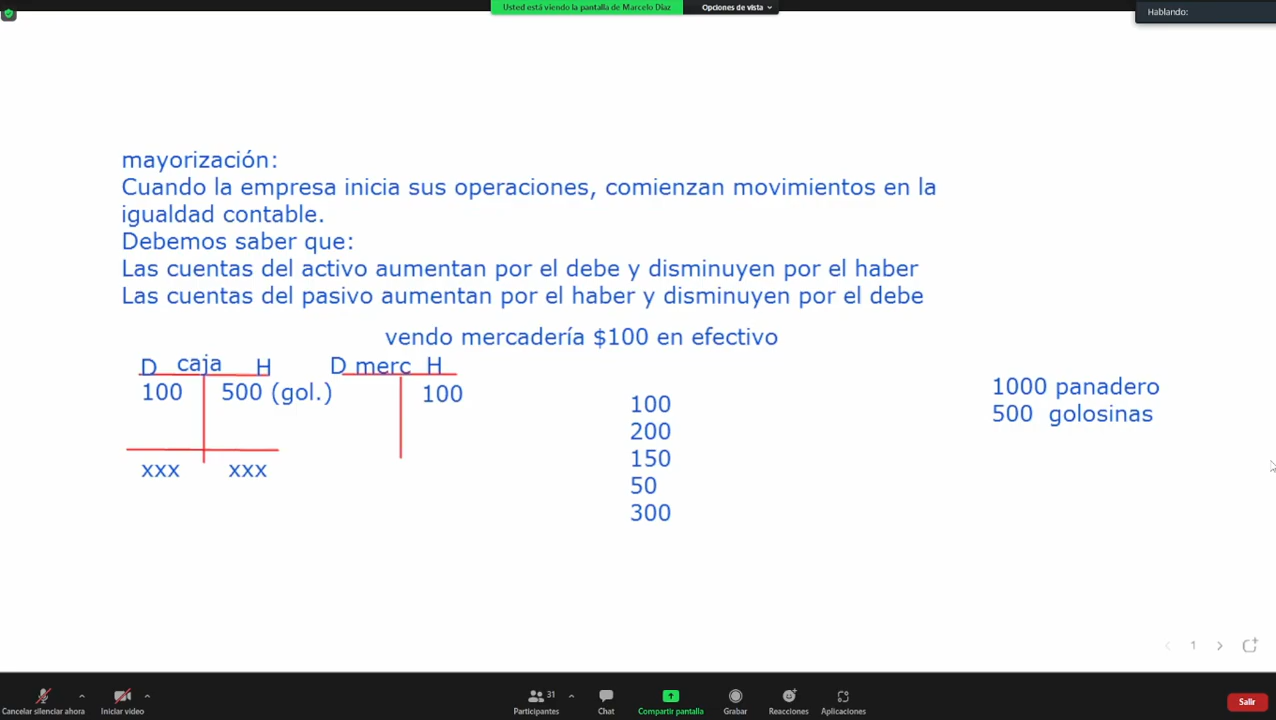 Usted está viendo la pantalla de Marcelo Díaz
Opciones de vista
Hablando:
mayorización:
Cuando la empresa inicia sus operaciones, comienzan movimientos en la
igualdad contable.
Debemos saber que:
Las cuentas del activo aumentan por el debe y disminuyen por el haber
Las cuentas del pasivo aumentan por el haber y disminuyen por el debe
vendo mercadería $100 en efectivo
D caja H
D merc H
100 500 (gol.)
100
xxx xxx
100
200
150
50
300
1000 panadero
500 golosinas
1
Cancelar silenciar ahora
Iniciar video
31
Participantes
Chat
Compartir pantalla
Grabar
Reacciones
Aplicaciones
Salir